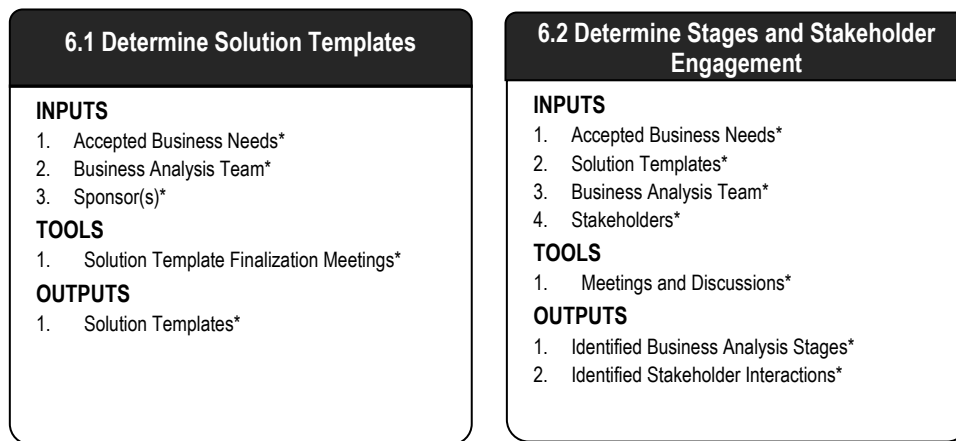 6.1 Determine Solution Templates
INPUTS
1. Accepted Business Needs*
2. Business Analysis Team*
3. Sponsor(s)*
TOOLS
1. Solution Template Finalization Meetings*
OUTPUTS
1. Solution Templates*
6.2 Determine Stages and Stakeholder
Engagement
INPUTS
1. Accepted Business Needs*
2. Solution Templates*
3. Business Analysis Team*
4. Stakeholders*
TOOLS
1. Meetings and Discussions*
OUTPUTS
1. Identified Business Analysis Stages*
2. Identified Stakeholder Interactions*